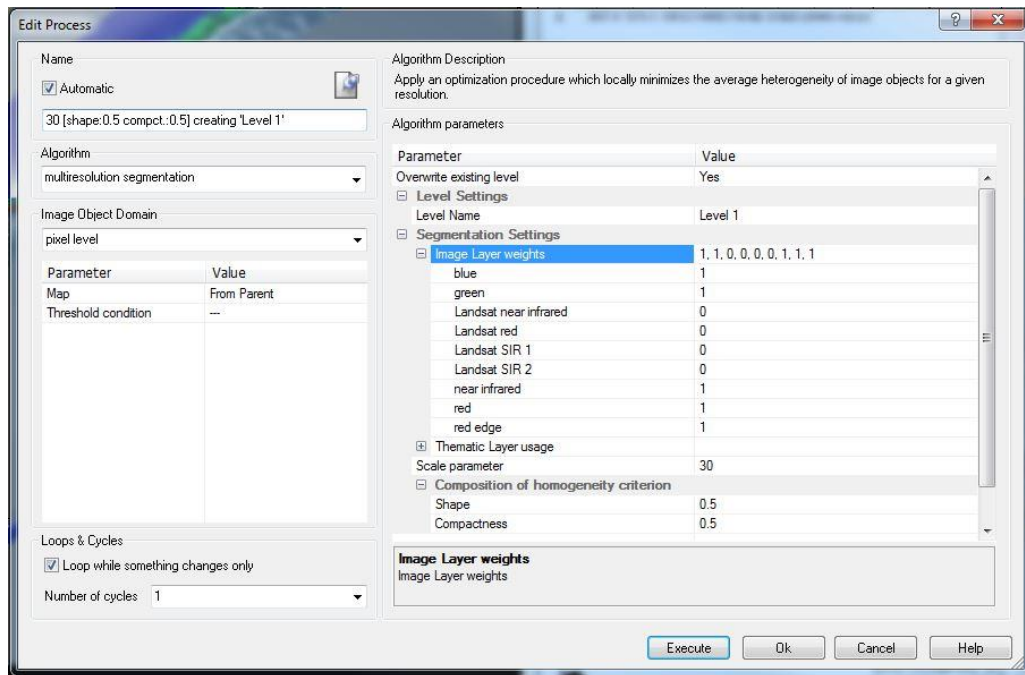 Edit Process
Name
Automatic
30 [shape:0.5 compct.:0.5] creating 'Level 1'
Algorithm
multiresolution segmentation
Image Object Domain
pixel level
Parameter Value
Map From Parent
Threshold condition ---
Loops & Cycles
Loop while something changes only
Number of cycles 1
Algorithm Description
Apply an optimization procedure which locally minimizes the average heterogeneity of image objects for a given
resolution.
Algorithm parameters
Parameter Value
Overwrite existing level Yes
Level Settings
Level Name Level 1
Segmentation Settings
Image Layer weights 1, 1, 0, 0, 0, 0, 1, 1, 1
blue 1
green 1
Landsat near infrared 0
Landsat red 0
Landsat SIR 1 0
Landsat SIR 2 0
near infrared 1
red 1
red edge 1
Thematic Layer usage
Scale parameter 30
Composition of homogeneity criterion
Shape 0.5
Compactness 0.5
Image Layer weights
Image Layer weights
Execute Ok Cancel Help